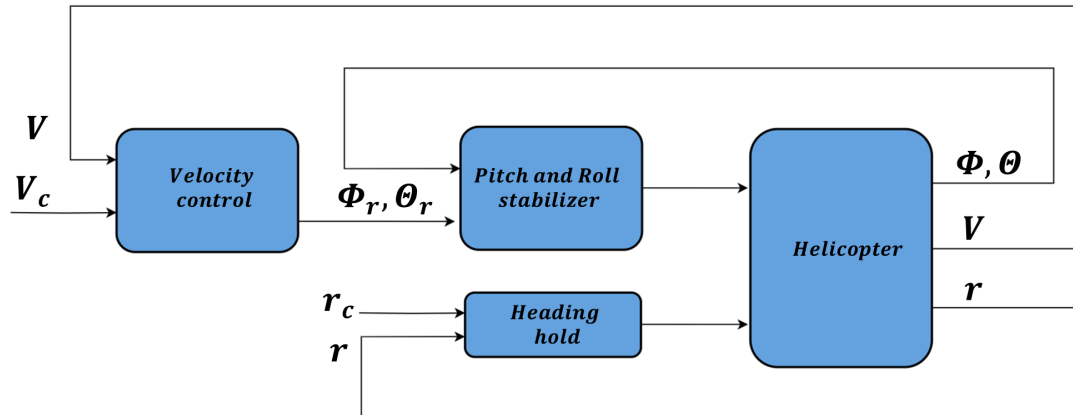 V
V_c
Velocity
control
Φ_r, Θ_r
Pitch and Roll
stabilizer
r_c
r
Heading
hold
Helicopter
Φ, Θ
V
r